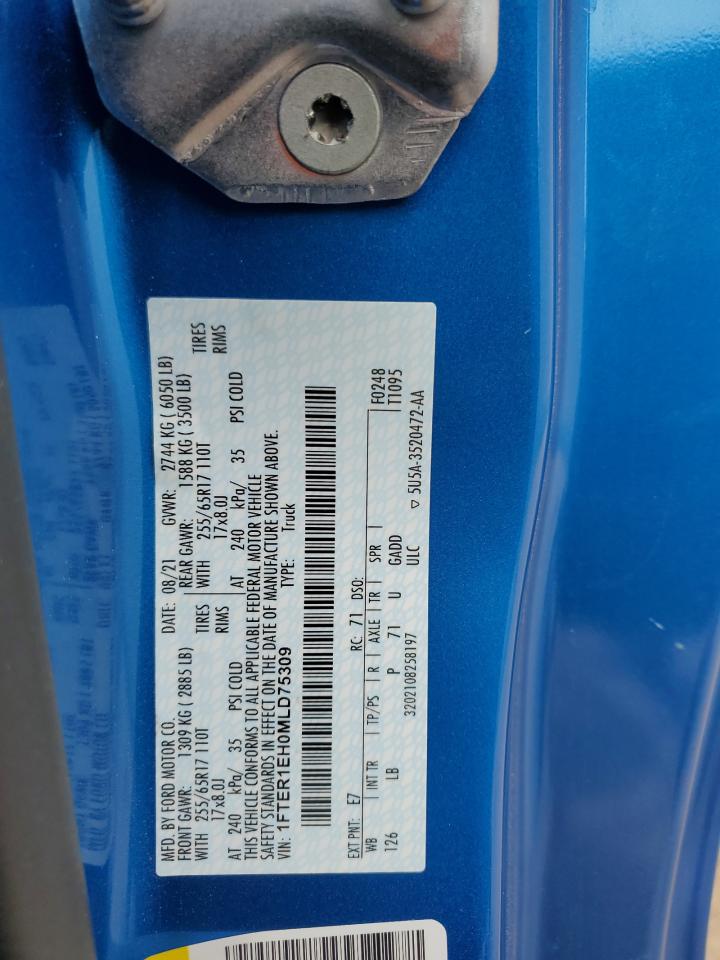 MFD. BY FORD MOTOR CO. DATE: 08/21 GVWR: 2744 KG ( 6050 LB)
FRONT GAWR: 1309 KG ( 2885 LB) REAR GAWR: 1588 KG ( 3500 LB)
WITH 255/65R17 110T TIRES WITH 255/65R17 110T TIRES
17x8.0J RIMS 17x8.0J RIMS
AT 240 kPa/ 35 PSI COLD AT 240 kPa/ 35 PSI COLD
THIS VEHICLE CONFORMS TO ALL APPLICABLE FEDERAL MOTOR VEHICLE
SAFETY STANDARDS IN EFFECT ON THE DATE OF MANUFACTURE SHOWN ABOVE.
VIN: 1FTER1EH0MLD75309 TYPE: Truck
EXT PNT: E7 RC: 71 DSO: F0248
WB INT TR TP/PS R AXLE TR SPR T1095
126 LB P 71 U GADD
3202108258197 ULC ▽ 5U5A-3520472-AA